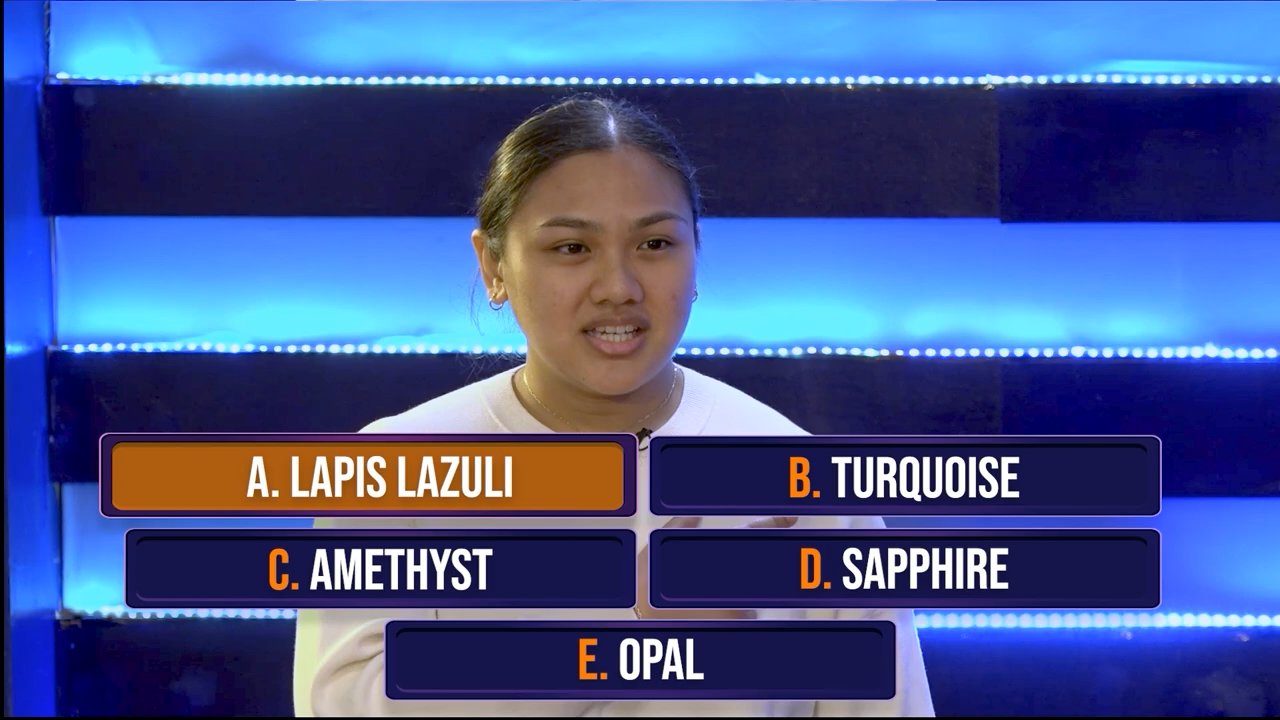 A. LAPIS LAZULI
B. TURQUOISE
C. AMETHYST
D. SAPPHIRE
E. OPAL